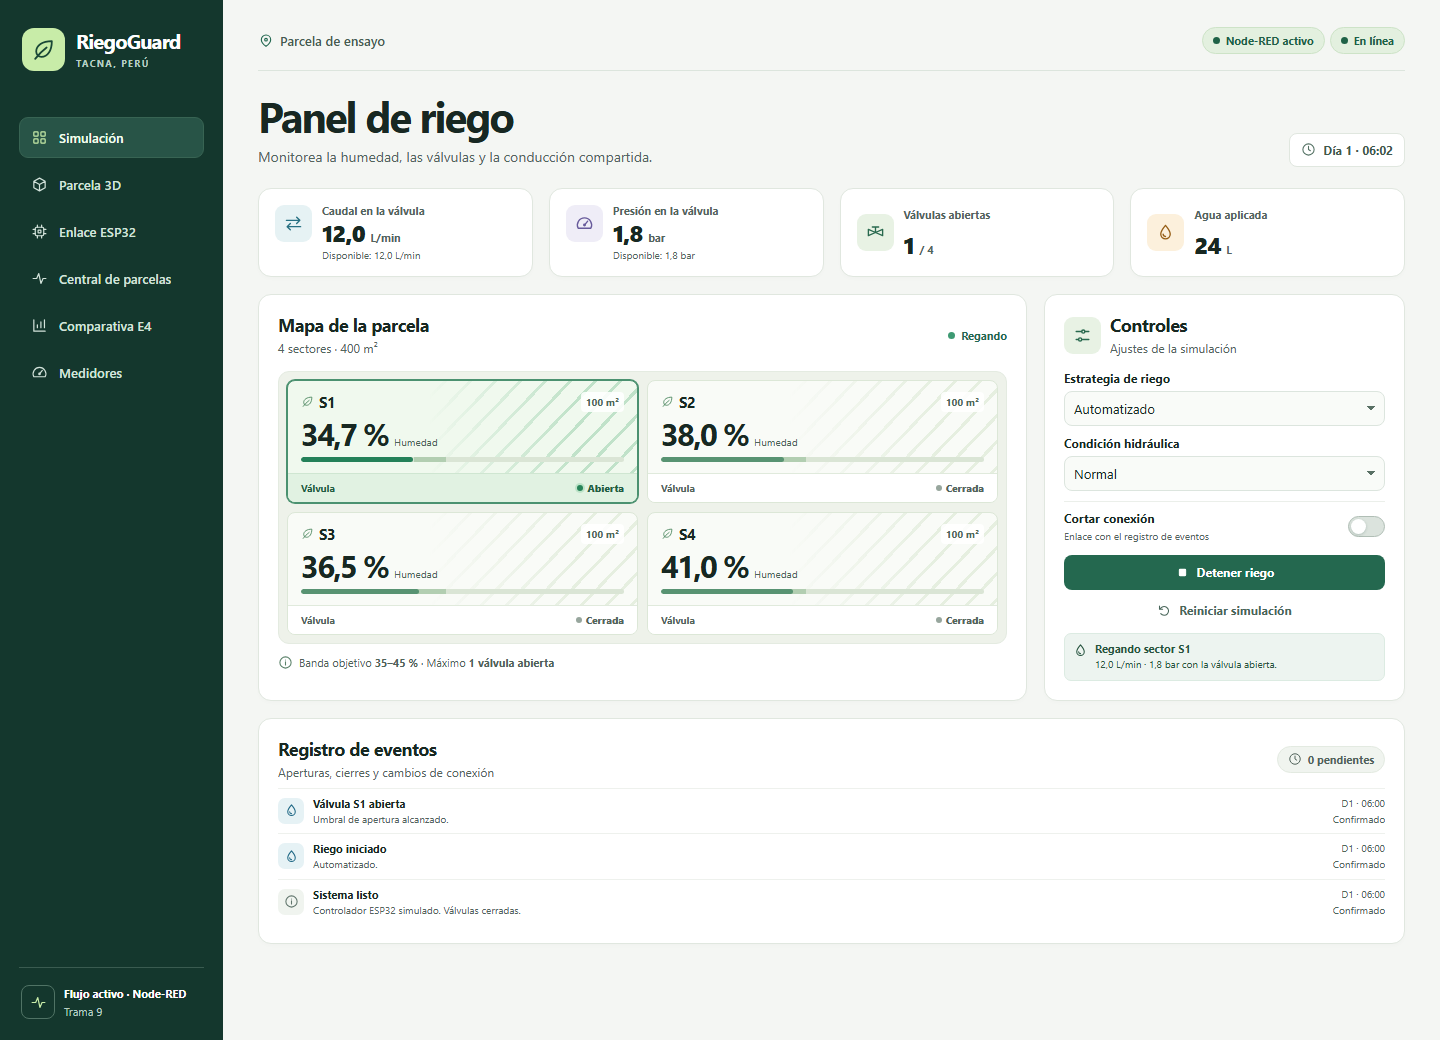 RiegoGuard
TACNA, PERÚ
Simulación
Parcela 3D
Enlace ESP32
Central de parcelas
Comparativa E4
Medidores
Flujo activo · Node-RED
Trama 9
Parcela de ensayo
Node-RED activo
En línea
Panel de riego
Monitorea la humedad, las válvulas y la conducción compartida.
Día 1 · 06:02
Caudal en la válvula
12,0 L/min
Disponible: 12,0 L/min
Presión en la válvula
1,8 bar
Disponible: 1,8 bar
Válvulas abiertas
1 / 4
Agua aplicada
24 L
Mapa de la parcela
4 sectores · 400 m²
Regando
S1
100 m²
34,7 % Humedad
Válvula
Abierta
S2
100 m²
38,0 % Humedad
Válvula
Cerrada
S3
100 m²
36,5 % Humedad
Válvula
Cerrada
S4
100 m²
41,0 % Humedad
Válvula
Cerrada
Banda objetivo 35–45 % · Máximo 1 válvula abierta
Controles
Ajustes de la simulación
Estrategia de riego
Automatizado
Condición hidráulica
Normal
Cortar conexión
Enlace con el registro de eventos
Detener riego
Reiniciar simulación
Regando sector S1
12,0 L/min · 1,8 bar con la válvula abierta.
Registro de eventos
Aperturas, cierres y cambios de conexión
0 pendientes
Válvula S1 abierta
Umbral de apertura alcanzado.
D1 · 06:00
Confirmado
Riego iniciado
Automatizado.
D1 · 06:00
Confirmado
Sistema listo
Controlador ESP32 simulado. Válvulas cerradas.
D1 · 06:00
Confirmado